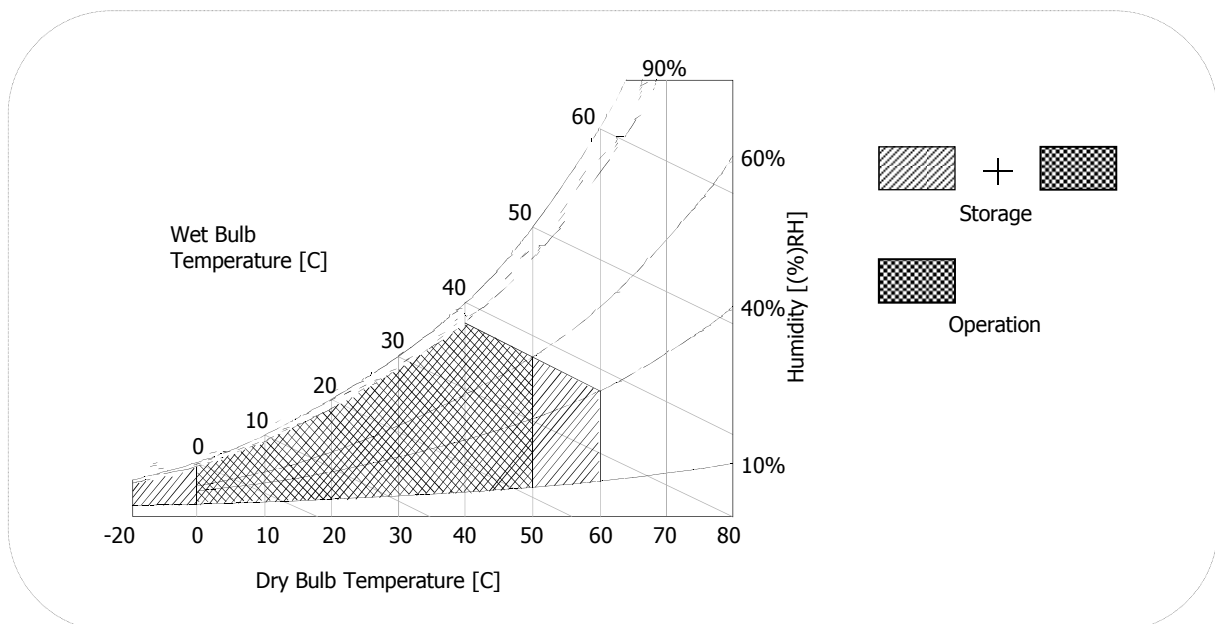 90%
60
60%
50
Wet Bulb
Temperature [C]
Storage
40
40%
30
Humidity [(%)RH]
Operation
20
10
0
10%
-20 0 10 20 30 40 50 60 70 80
Dry Bulb Temperature [C]